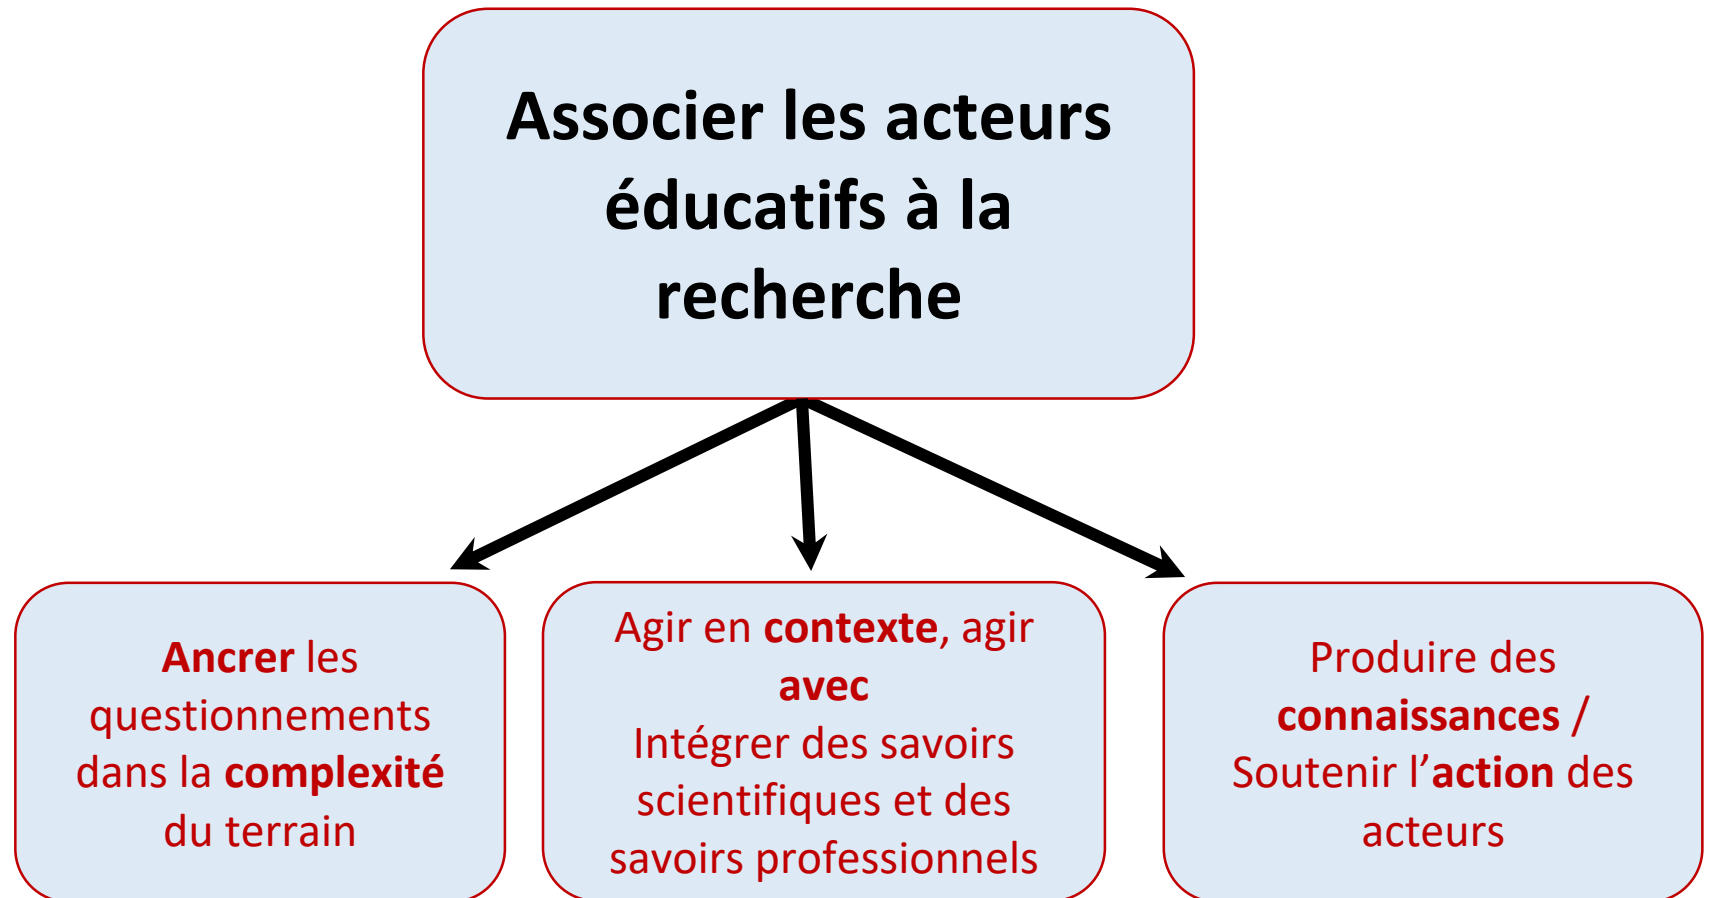 Associer les acteurs
éducatifs à la
recherche
Ancrer les
questionnements
dans la complexité
du terrain
Agir en contexte, agir
avec
Intégrer des savoirs
scientifiques et des
savoirs professionnels
Produire des
connaissances /
Soutenir l’action des
acteurs